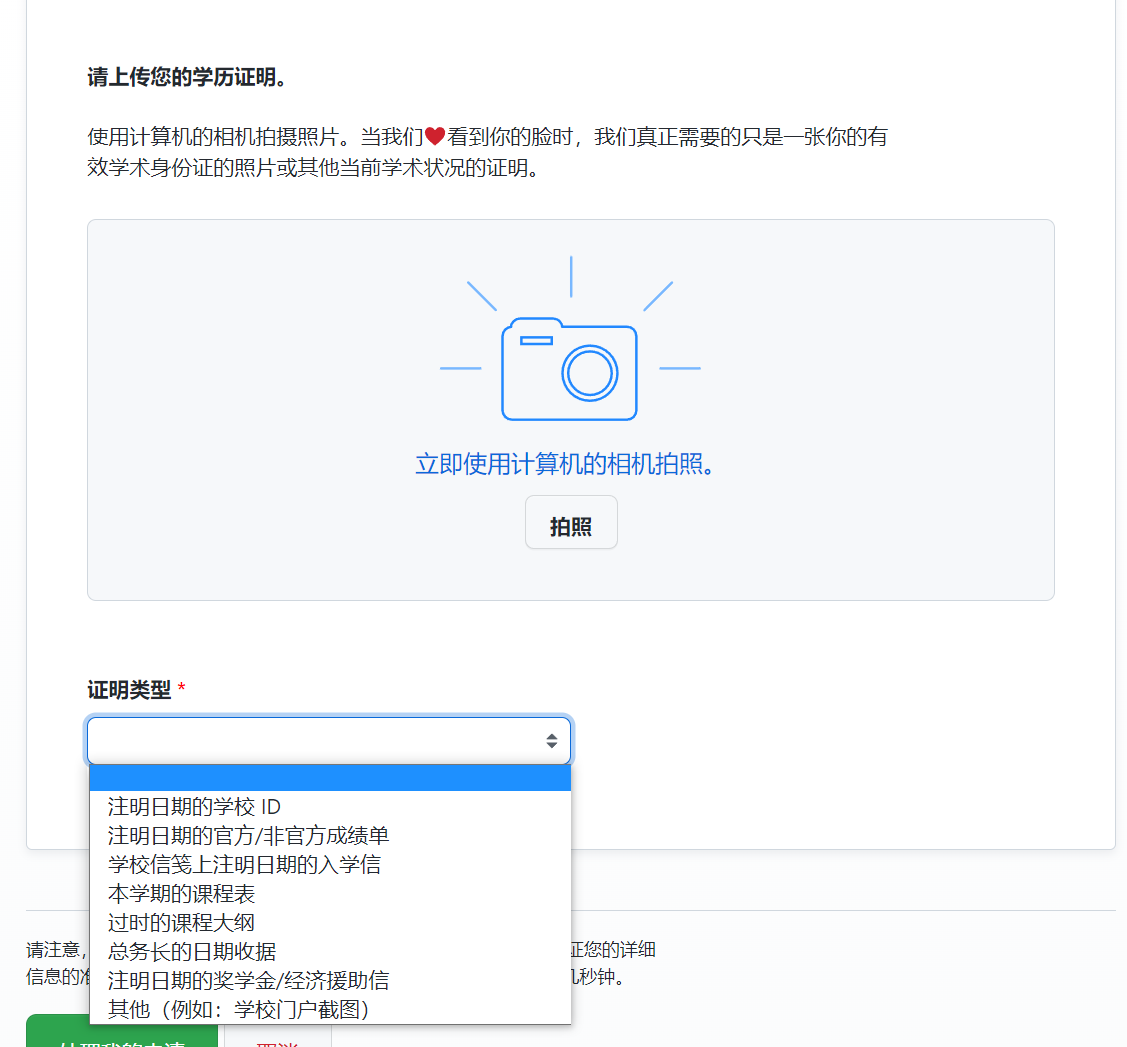 请上传您的学历证明。
使用计算机的相机拍摄照片。当我们❤看到你的脸时，我们真正需要的只是一张你的有
效学术身份证的照片或其他当前学术状况的证明。
立即使用计算机的相机拍照。
拍照
证明类型 *
注明日期的学校 ID
注明日期的官方/非官方成绩单
学校信笺上注明日期的入学信
本学期的课程表
过时的课程大纲
总务长的日期收据
注明日期的奖学金/经济援助信
其他（例如：学校门户截图）
请注意，证您的详细
信息的准几秒钟。
处理我的申请 取消